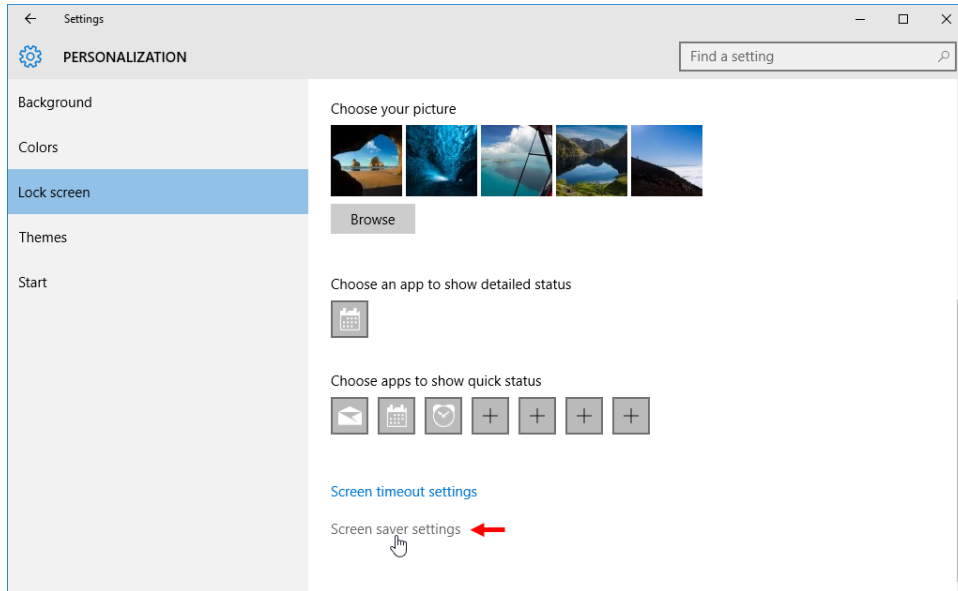 Settings
PERSONALIZATION
Find a setting
Background
Colors
Lock screen
Themes
Start
Choose your picture
Browse
Choose an app to show detailed status
Choose apps to show quick status
Screen timeout settings
Screen saver settings